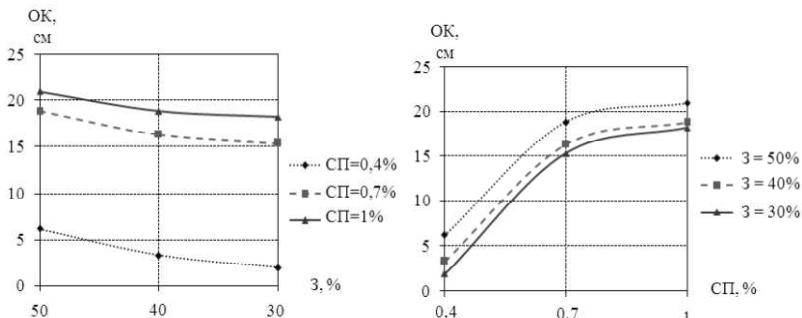 ОК,
см
25
20
15
10
5
0
50
40
30
З, %
СП=0,4%
СП=0,7%
СП=1%
ОК,
см
25
20
15
10
5
0
0,4
0,7
1
СП, %
З = 50%
З = 40%
З = 30%